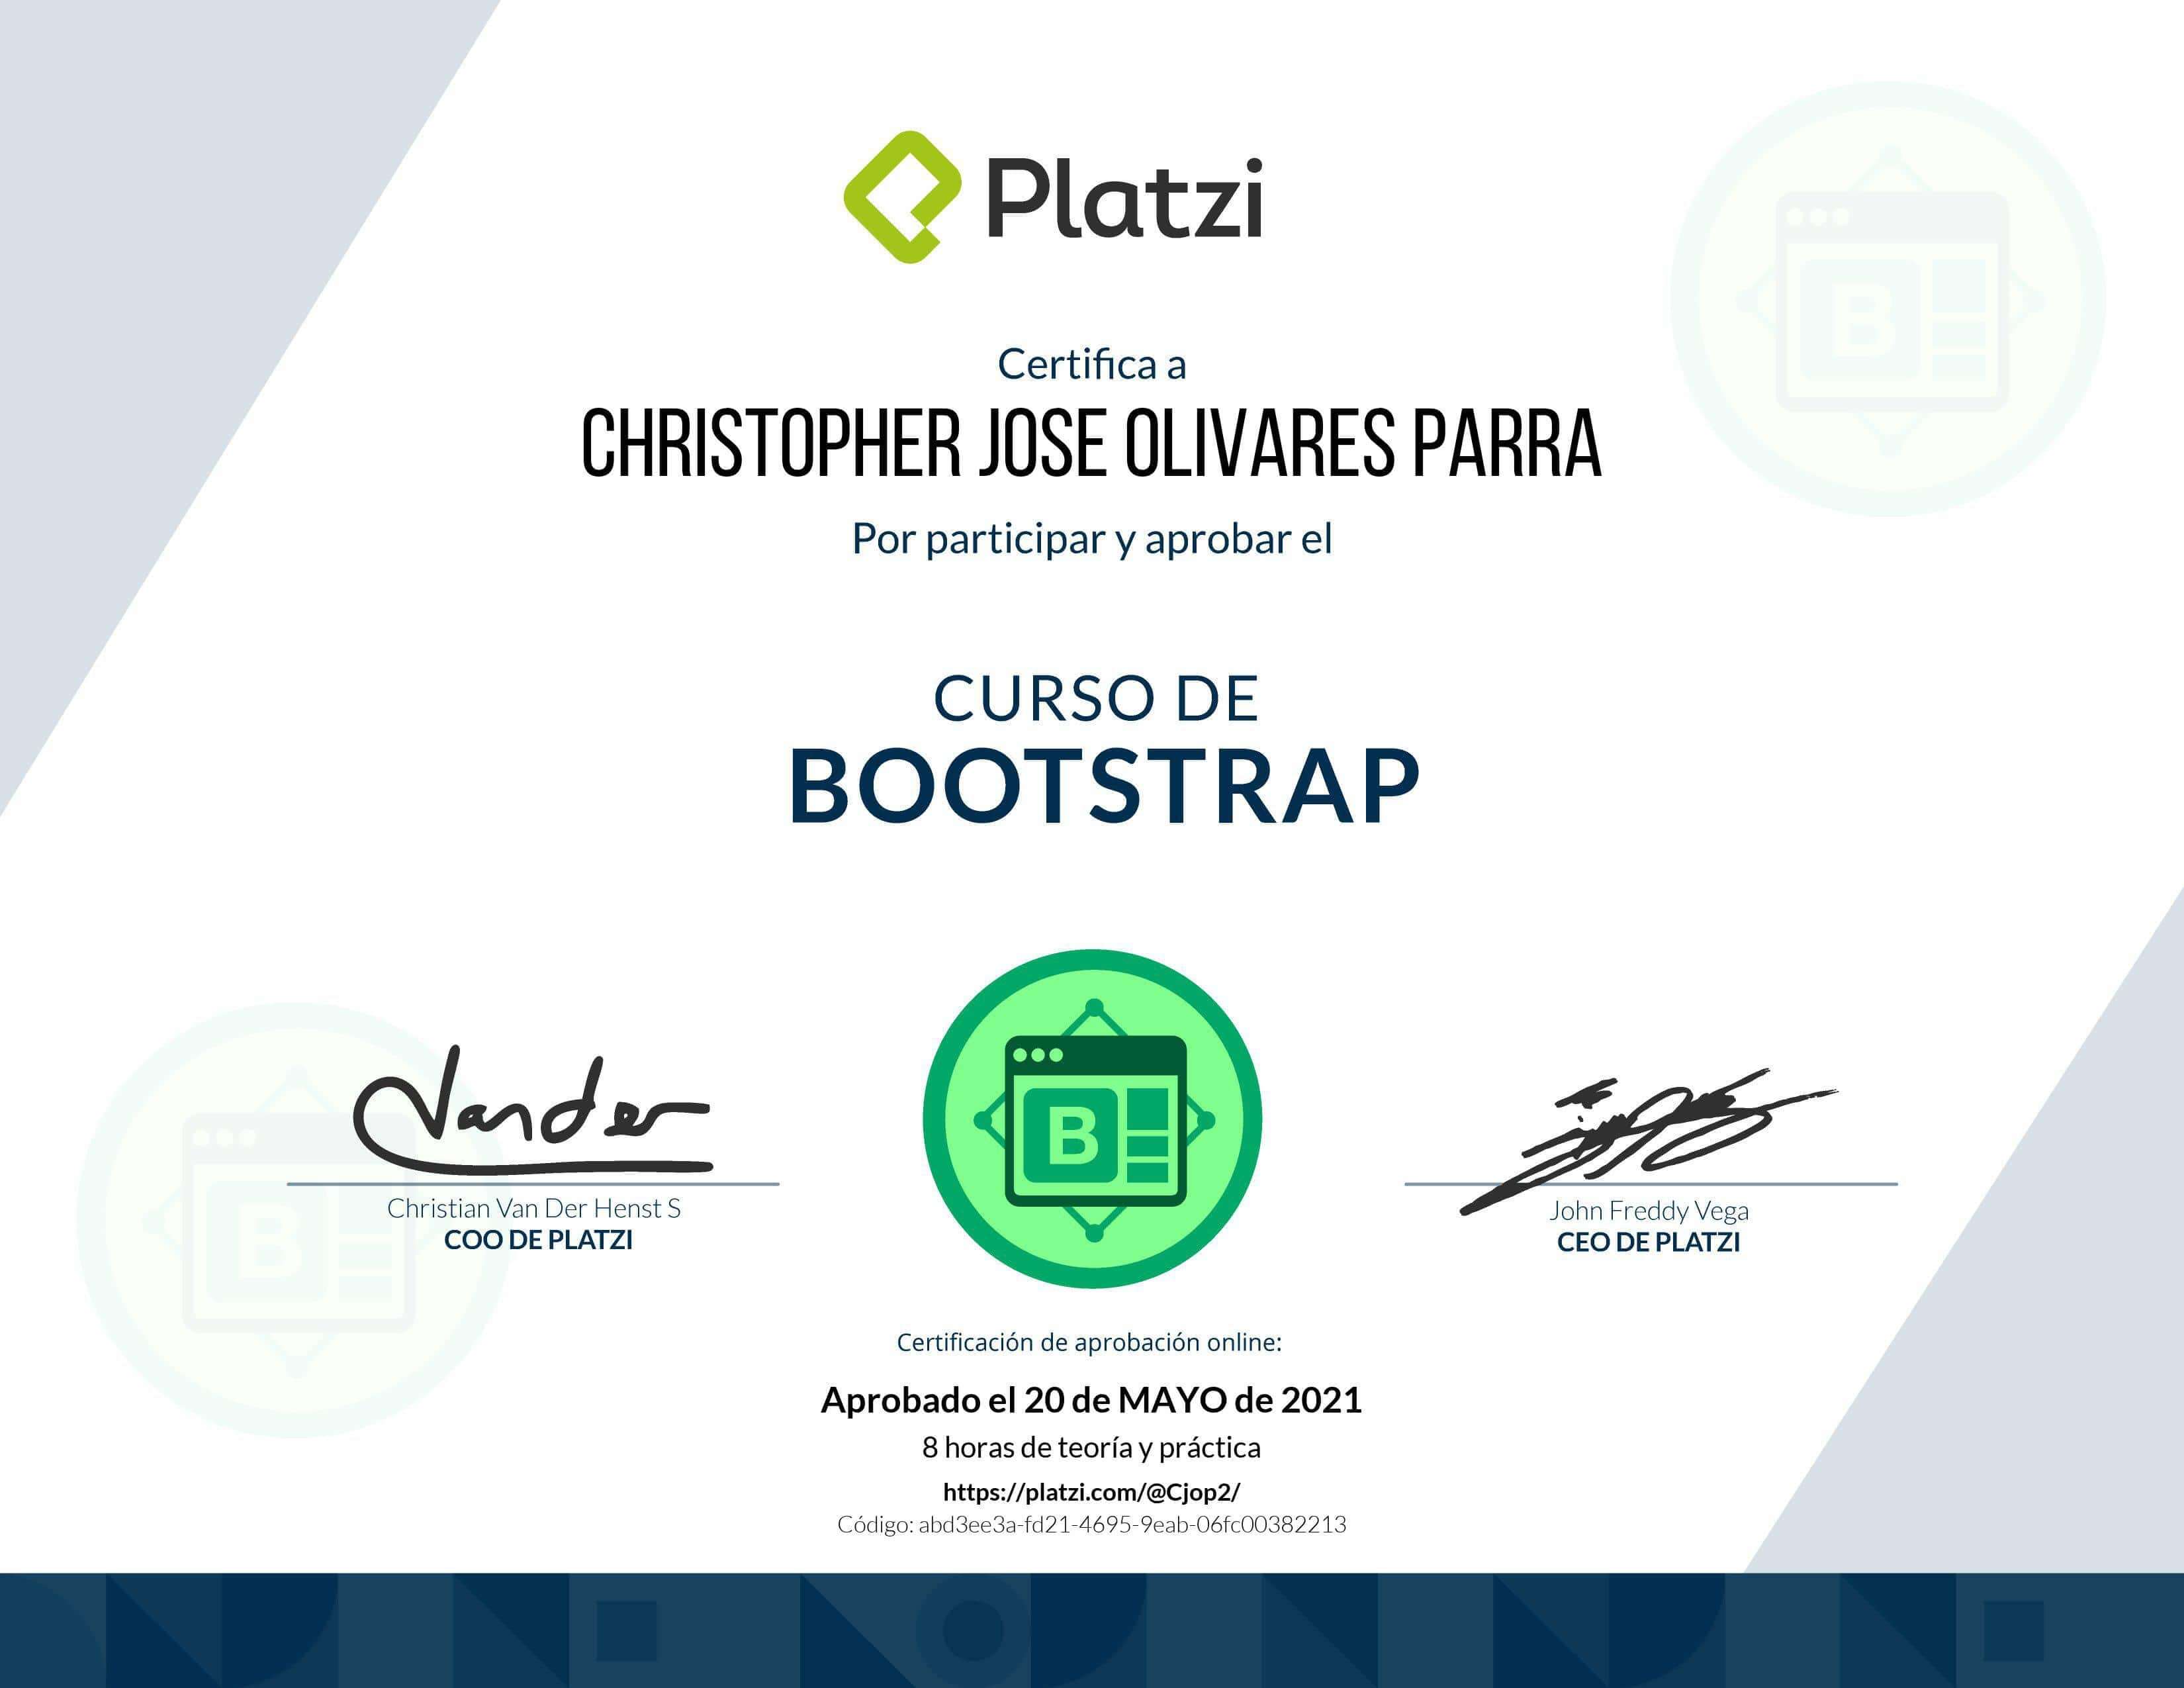 Platzi
Certifica a
CHRISTOPHER JOSE OLIVARES PARRA
Por participar y aprobar el
CURSO DE
BOOTSTRAP
B
B
Vander
Christian Van Der Henst S
COO DE PLATZI
B
John Freddy Vega
CEO DE PLATZI
Certificación de aprobación online:
Aprobado el 20 de MAYO de 2021
8 horas de teoría y práctica
https://platzi.com/@Cjop2/
Código: abd3ee3a-fd21-4695-9eab-06fc00382213